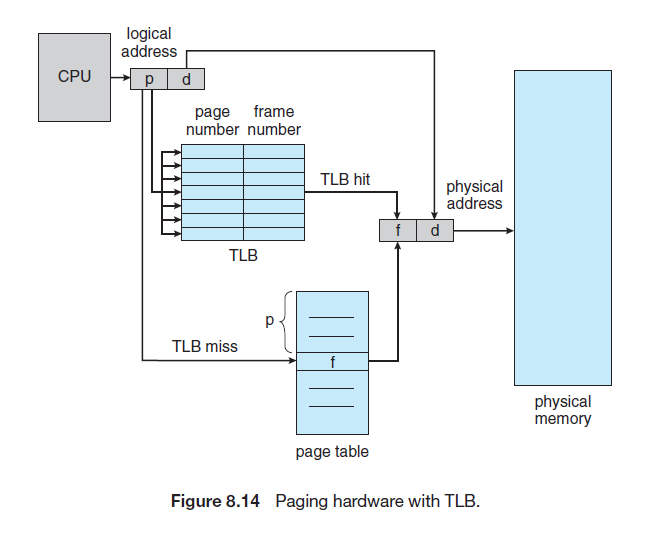 logical
address
CPU
p d
page frame
number number
TLB hit
physical
address
f d
TLB
p
TLB miss
f
physical
memory
page table
Figure 8.14 Paging hardware with TLB.